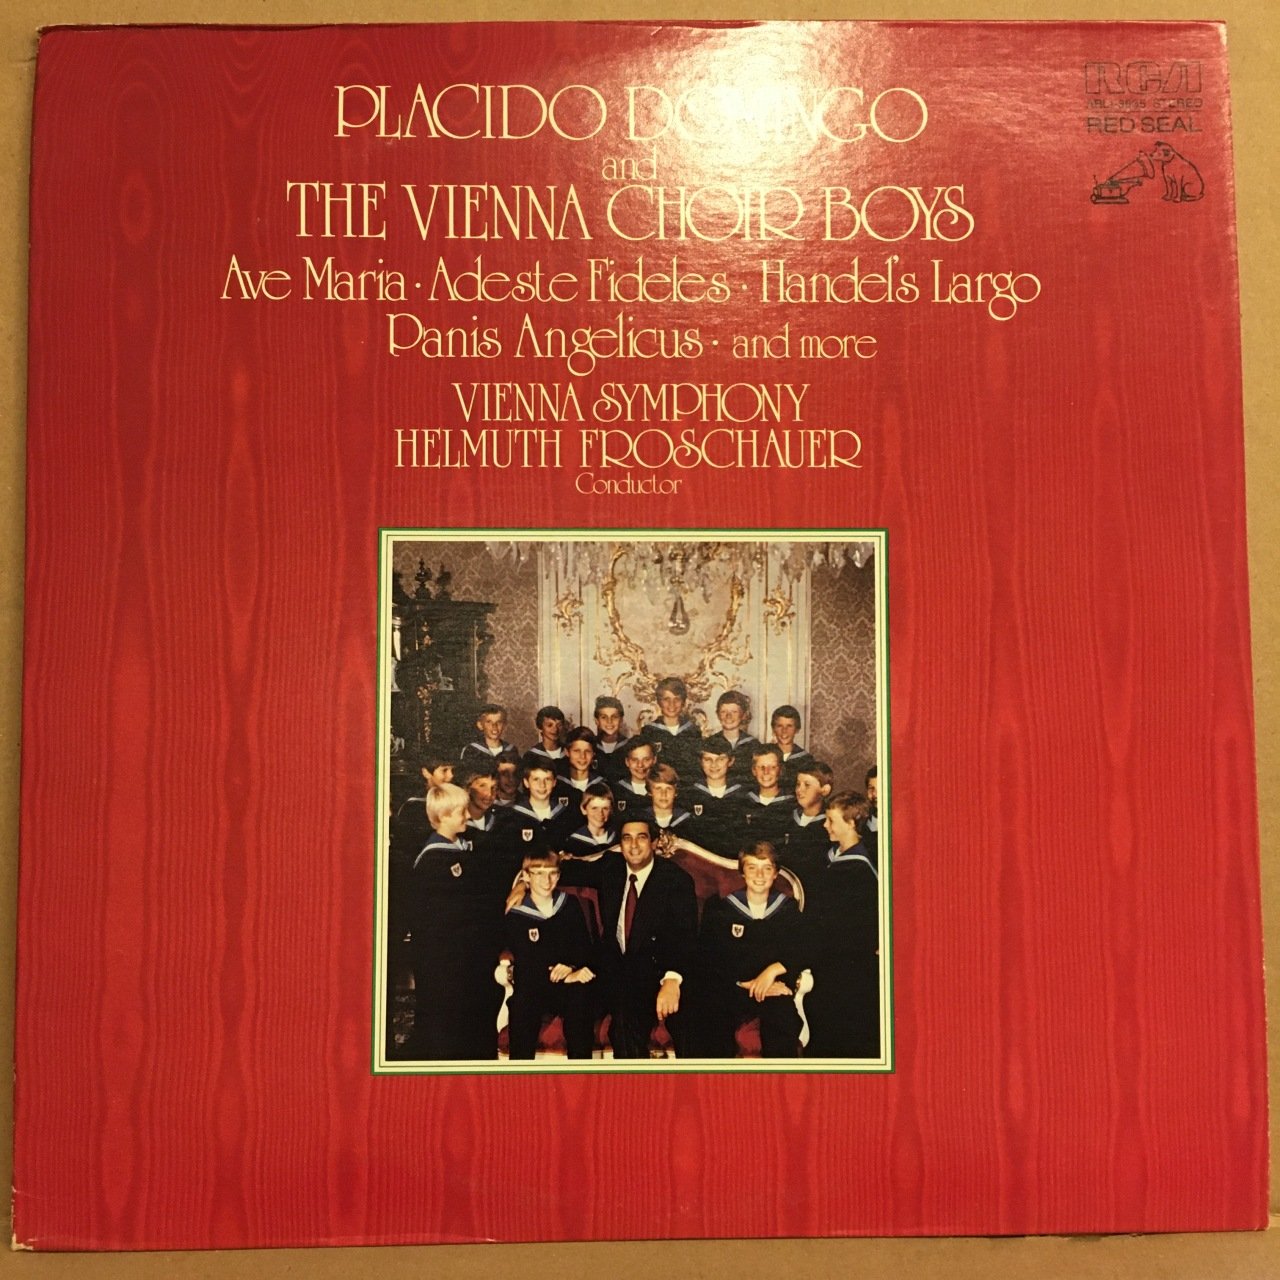 PLACIDO DOMINGO
and
THE VIENNA CHOIR BOYS
Ave Maria · Adeste Fideles · Handel's Largo
Panis Angelicus · and more
VIENNA SYMPHONY
HELMUTH FROSCHAUER
Conductor
RCA
STEREO
RED SEAL